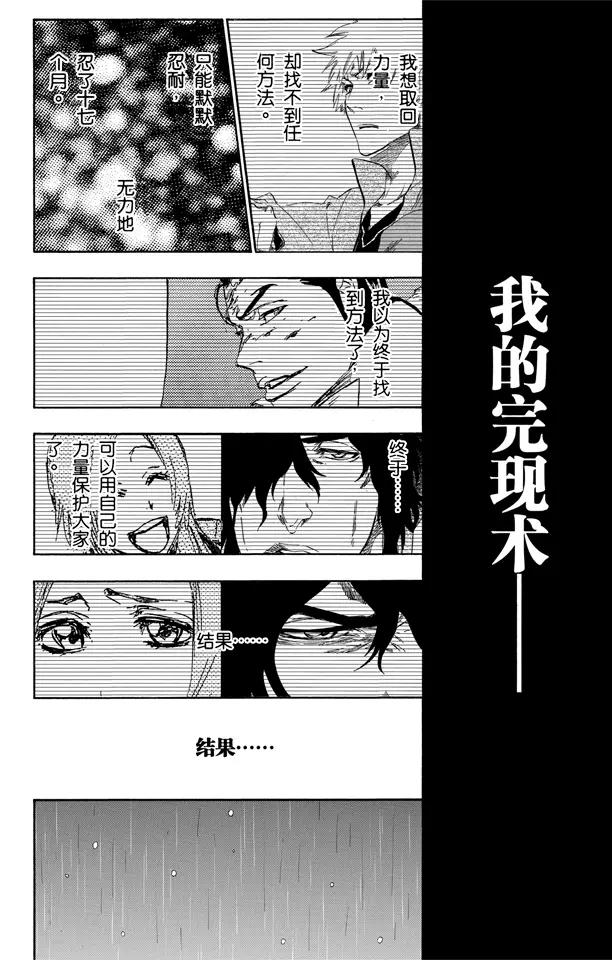 我的完现术——
我想取回
力量，
却找不到任
何方法。
只能默默
忍耐，
忍了十七
个月。
无力地
我以为终于找
到方法了，
终于……
可以用自己的
力量保护大家
了。
结果……
结果……